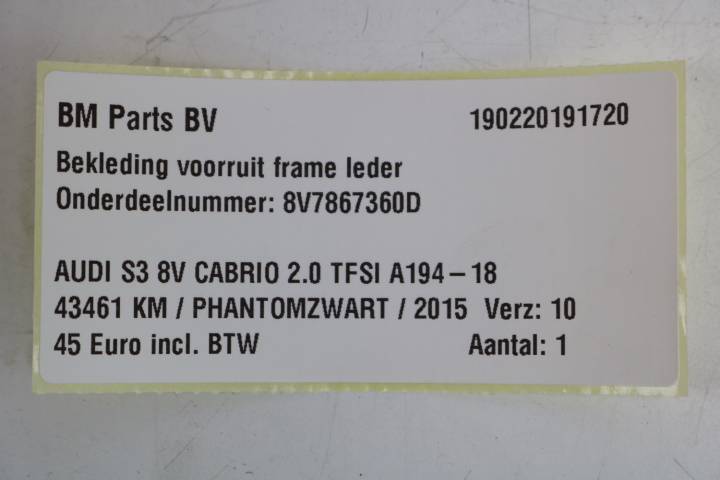 BM Parts BV 190220191720
Bekleding voorruit frame leder
Onderdeelnummer: 8V7867360D
AUDI S3 8V CABRIO 2.0 TFSI A194-18
43461 KM / PHANTOMZWART / 2015 Verz: 10
45 Euro incl. BTW Aantal: 1